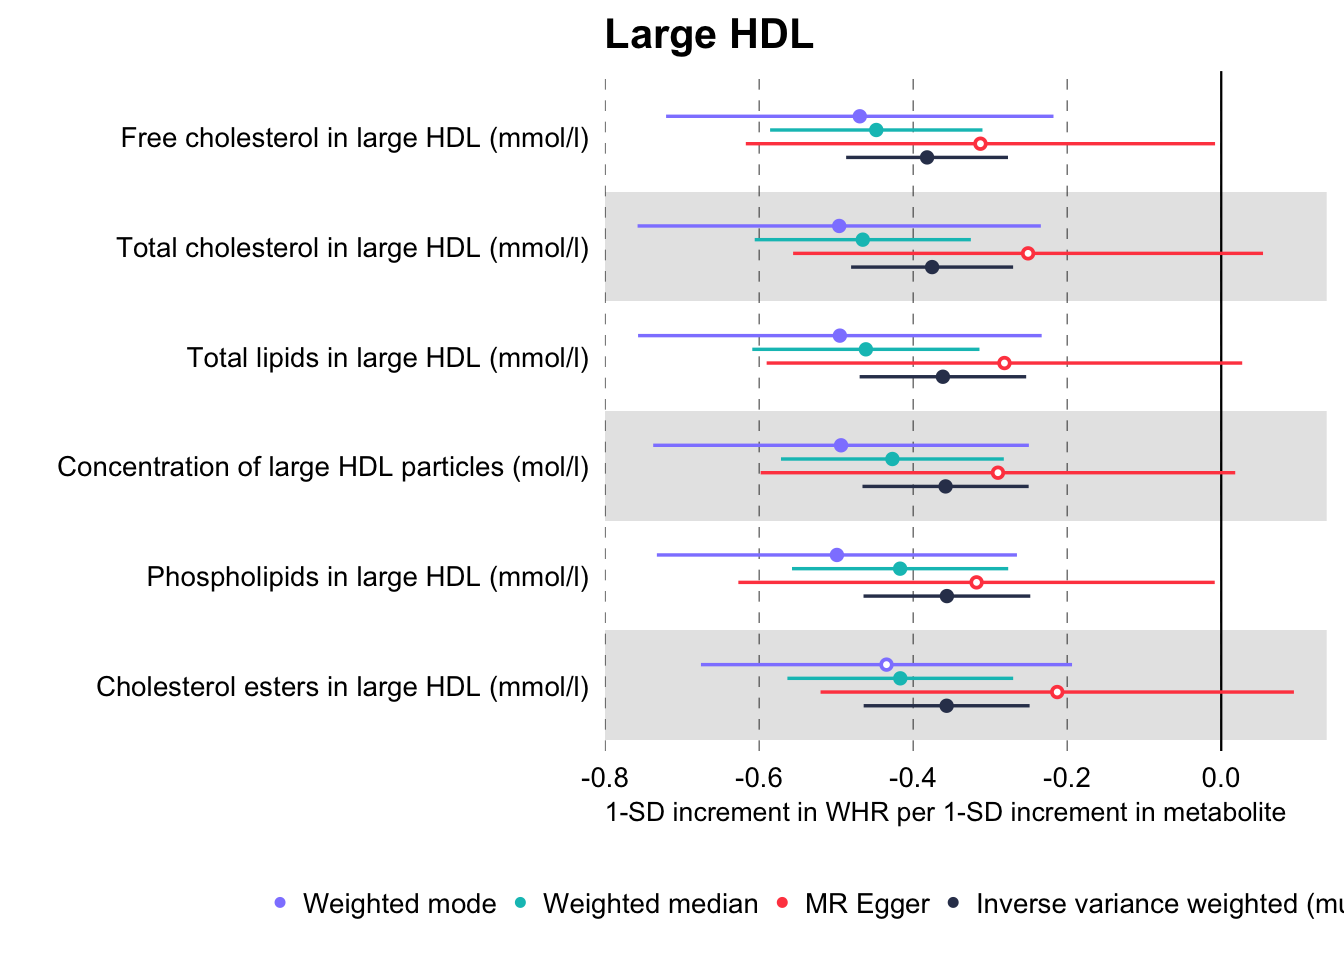 Large HDL
Free cholesterol in large HDL (mmol/l)
Total cholesterol in large HDL (mmol/l)
Total lipids in large HDL (mmol/l)
Concentration of large HDL particles (mol/l)
Phospholipids in large HDL (mmol/l)
Cholesterol esters in large HDL (mmol/l)
-0.8 -0.6 -0.4 -0.2 0.0
1-SD increment in WHR per 1-SD increment in metabolite
Weighted mode Weighted median MR Egger Inverse variance weighted